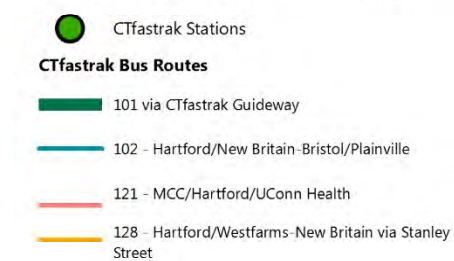 CTfastrak Stations
CTfastrak Bus Routes
101 via CTfastrak Guideway
102 - Hartford/New Britain-Bristol/Plainville
121 - MCC/Hartford/UConn Health
128 - Hartford/Westfarms-New Britain via Stanley
Street